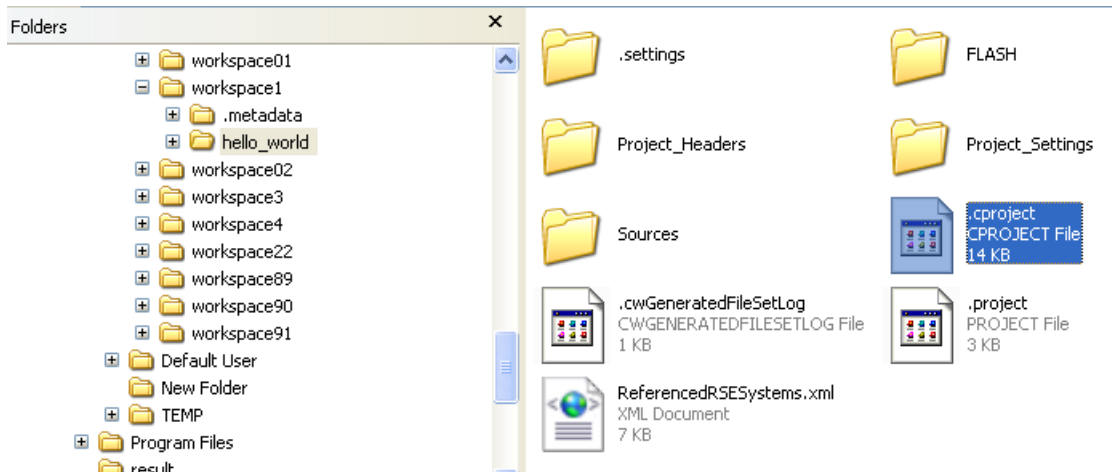 Folders
workspace01
workspace1
.metadata
hello_world
workspace02
workspace3
workspace4
workspace22
workspace89
workspace90
workspace91
Default User
New Folder
TEMP
Program Files
result
.settings
FLASH
Project_Headers
Project_Settings
Sources
.cproject
CPROJECT File
14 KB
.cwGeneratedFileSetLog
CWGENERATEDFILESETLOG File
1 KB
.project
PROJECT File
3 KB
ReferencedRSESystems.xml
XML Document
7 KB